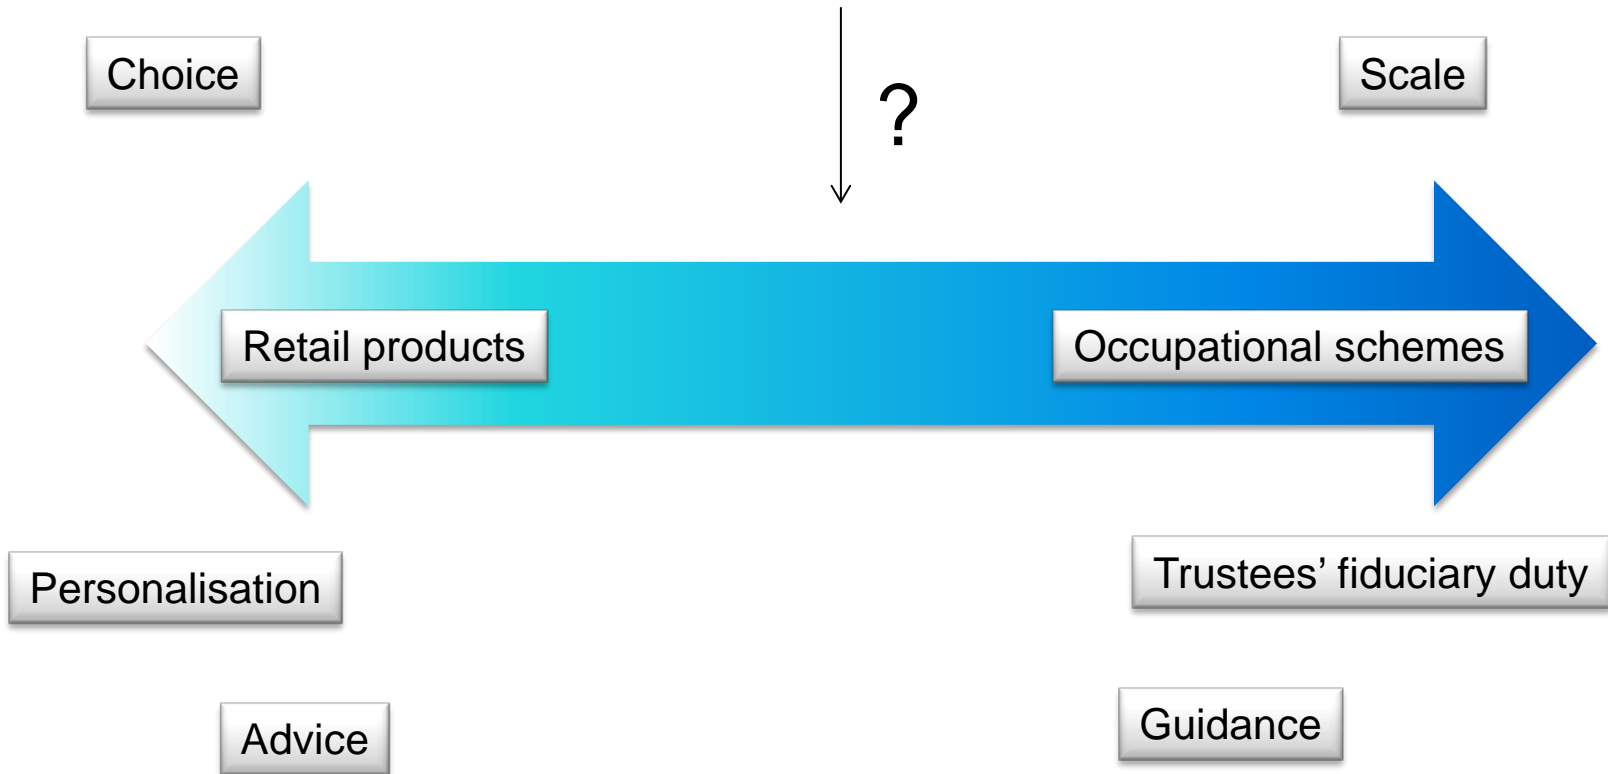 Choice
Scale
?
Retail products
Occupational schemes
Personalisation
Trustees’ fiduciary duty
Advice
Guidance